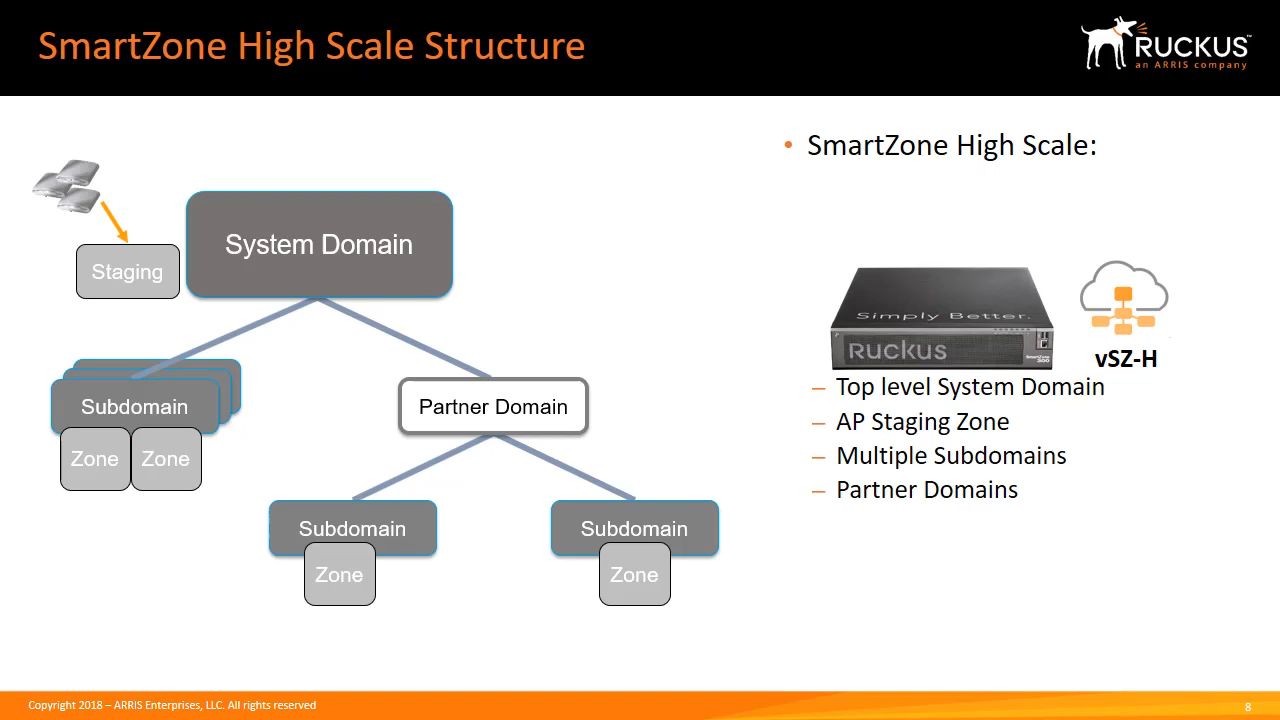 SmartZone High Scale Structure
RUCKUS
an ARRIS company
• SmartZone High Scale:
System Domain
Staging
Simply Better.
Ruckus
SmartZone
300
vSZ-H
Subdomain
Partner Domain
Zone Zone
– Top level System Domain
– AP Staging Zone
– Multiple Subdomains
– Partner Domains
Subdomain
Subdomain
Zone
Zone
Copyright 2018 – ARRIS Enterprises, LLC. All rights reserved
8